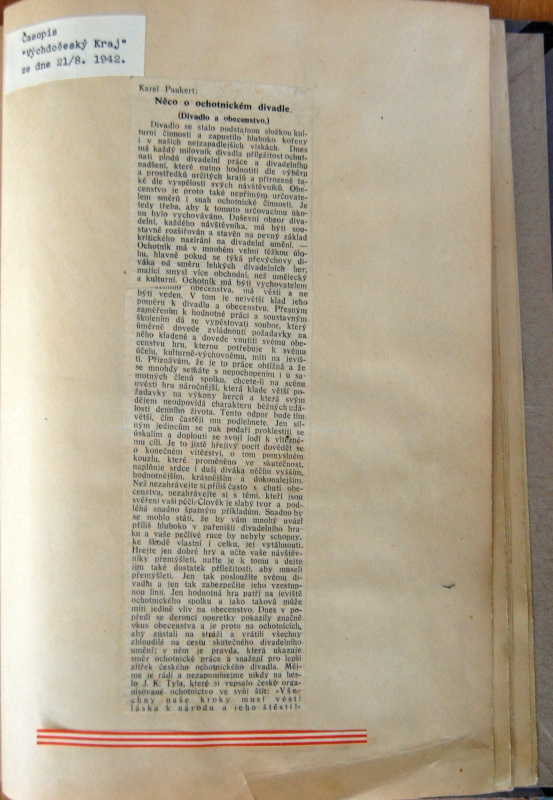 Časopis
"Východočeský Kraj"
ze dne 21/8. 1942.
Karel Paukert:
Něco o ochotnickém divadle.
(Divadlo a obecenstvo.)
Divadlo se stalo podstatnou složkou kul-
turní činnosti a zapustilo hluboko kořeny
i v našich nejzapadlejších vískách. Dnes
má každý milovník divadla příležitost ochut-
nati plodů divadelní práce a divadelního
nadšení, které nutno hodnotiti dle výběru
a prostředků určitých krajů a přirozeně ta-
ké dle vyspělosti svých návštěvníků. Obe-
censtvo je proto také nepřímým určovate-
lem směrů i snah ochotnické činnosti. Je
tedy třeba, aby k tomuto určovacímu úko-
nu bylo vychováváno. Duševní obzor diva-
delní, každého návštěvníka, má býti sou-
stavně rozšiřován a stavěn na pevný základ
kritického nazírání na divadelní umění. —
Ochotník má v mnohém velmi těžkou úlo-
hu, hlavně pokud se týká převýchovy di-
váka od směru lehkých divadelních her,
mající smysl více obchodní, než umělecký
a kulturní. Ochotník má býti vychovatelem
obecenstva, má vésti a ne
býti veden. V tom je největší klad jeho
poměru k divadlu a obecenstvu. Přesným
zaměřením k hodnotné práci a soustavným
školením dá se vypěstovati soubor, který
úměrně dovede zvládnouti požadavky na
něho kladené a dovede vnutiti svému obe-
censtvu hru, kterou potřebuje k svému
účelu, kulturně-výchovnému, míti na jeviš-
ti. Přiznávám, že je to práce obtížná a že
se mnohdy setkáte s nepochopením i u sa-
motných členů spolku, chcete-li na scénu
uvésti hru náročnější, která klade větší po-
žadavky na výkony herců a která svým
dějem neodpovídá charakteru běžných udá-
lostí denního života. Tento odpor bude tím
větší, čím častěji mu podlehnete. Jen sil-
ným jedincům se pak podaří proklestiti se
úskalím a doplouti se svojí lodí k vítězné-
mu cíli. Je to jistě hřejivý pocit dovědět se
o konečném vítězství, o tom pomyslném
kouzlu, které proměněno ve skutečnost,
naplňuje srdce i duši diváka něčím vyšším,
hodnotnějším, krásnějším a dokonalejším.
Než nezahrávejte si příliš často s chutí obe-
censtva, nezahrávejte si s těmi, kteří jsou
svěřeni vaší péči. Člověk je slabý tvor a pod-
léhá snadno špatným příkladům. Snadno by
se mohlo státi, že by vám mnohý uvázl
příliš hluboko v pařeništi divadelního bra-
ku a vaše pečlivé ruce by nebyly schopny,
ke škodě vlastní i celku, jej vytáhnouti.
Hrejte jen dobré hry a učte vaše návštěv-
níky přemýšleti, nuťte je k tomu a dejte
jim také dostatek příležitosti, aby museli
přemýšleti. Jen tak posloužíte svému di-
vadlu a jen tak zabezpečíte jeho vzestup-
nou linii. Jen hodnotná hra patří na jeviště
ochotnického spolku a jako taková může
míti jedině vliv na obecenstvo. Dnes v po-
předí se deroucí operetky pokazily značně
vkus obecenstva a je proto na ochotnících,
aby zůstali na stráži a vrátili všechny
zbloudilé na cestu skutečného divadelního
umění; v něm je pravda, která ukazuje
směr ochotnické práce a snažení pro lepší
zítřek českého ochotnického divadla. Měj-
me je rádi a nezapomínejme nikdy na hes-
lo J. K. Tyla, které si vepsalo české orga-
nisované ochotnictvo ve svůj štít: »Vše-
chny naše kroky musí vésti
láska k národu a jeho štěstí!«